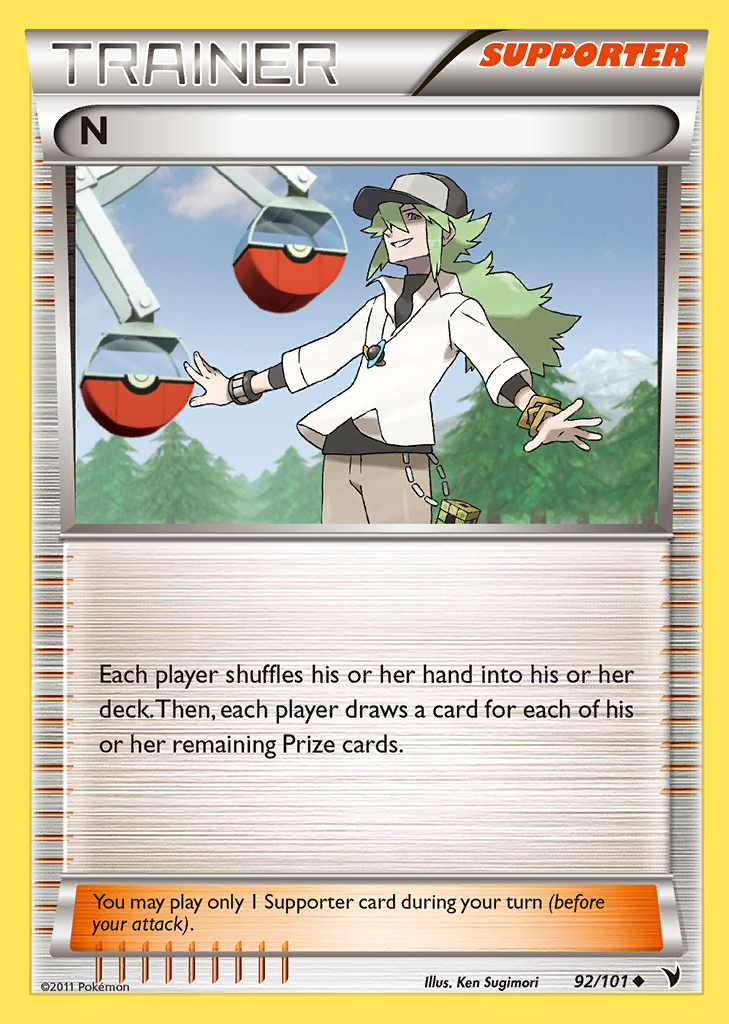 TRAINER
SUPPORTER
N
Each player shuffles his or her hand into his or her
deck. Then, each player draws a card for each of his
or her remaining Prize cards.
You may play only 1 Supporter card during your turn (before
your attack).
©2011 Pokémon
Illus. Ken Sugimori
92/101